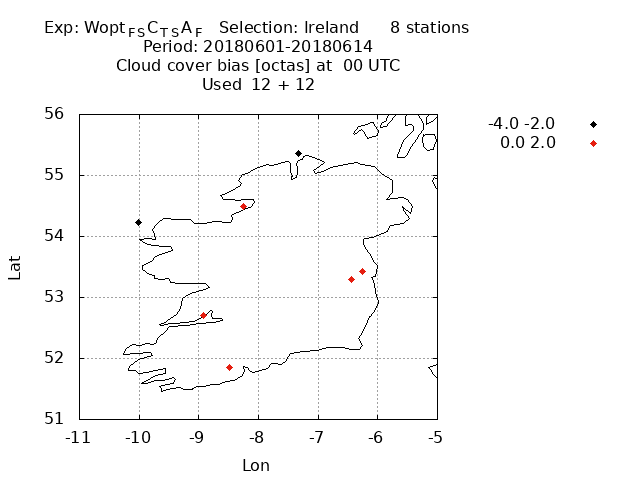 Exp: Wopt FS C TS A F   Selection: Ireland      8 stations
Period: 20180601-20180614
Cloud cover bias [octas] at  00 UTC
Used  12 + 12
-4.0 -2.0
0.0 2.0
56
55
54
53
52
51
Lat
-11 -10 -9 -8 -7 -6 -5
Lon